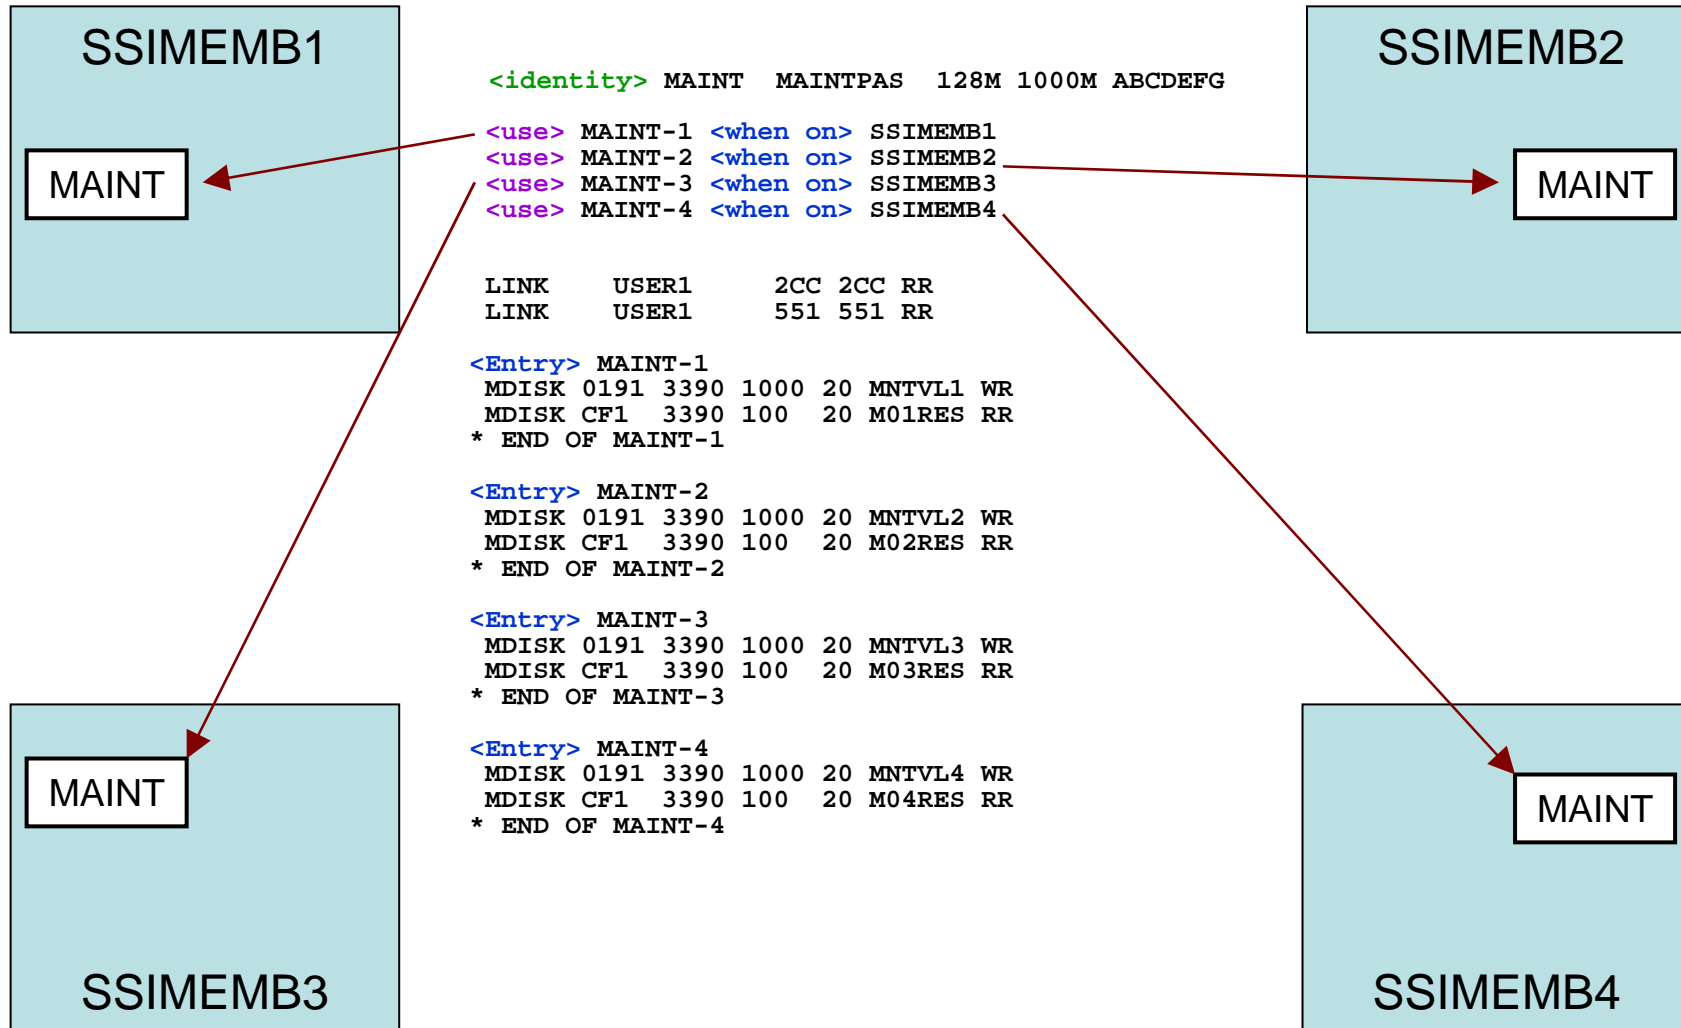 SSIMEMB1
MAINT
SSIMEMB2
MAINT
<identity> MAINT  MAINTPAS  128M 1000M ABCDEFG
<use> MAINT-1 <when on> SSIMEMB1
<use> MAINT-2 <when on> SSIMEMB2
<use> MAINT-3 <when on> SSIMEMB3
<use> MAINT-4 <when on> SSIMEMB4
LINK    USER1     2CC 2CC RR
LINK    USER1     551 551 RR
<Entry> MAINT-1
MDISK 0191 3390 1000 20 MNTVL1 WR
MDISK CF1  3390 100  20 M01RES RR
* END OF MAINT-1
<Entry> MAINT-2
MDISK 0191 3390 1000 20 MNTVL2 WR
MDISK CF1  3390 100  20 M02RES RR
* END OF MAINT-2
<Entry> MAINT-3
MDISK 0191 3390 1000 20 MNTVL3 WR
MDISK CF1  3390 100  20 M03RES RR
* END OF MAINT-3
<Entry> MAINT-4
MDISK 0191 3390 1000 20 MNTVL4 WR
MDISK CF1  3390 100  20 M04RES RR
* END OF MAINT-4
MAINT
SSIMEMB3
MAINT
SSIMEMB4